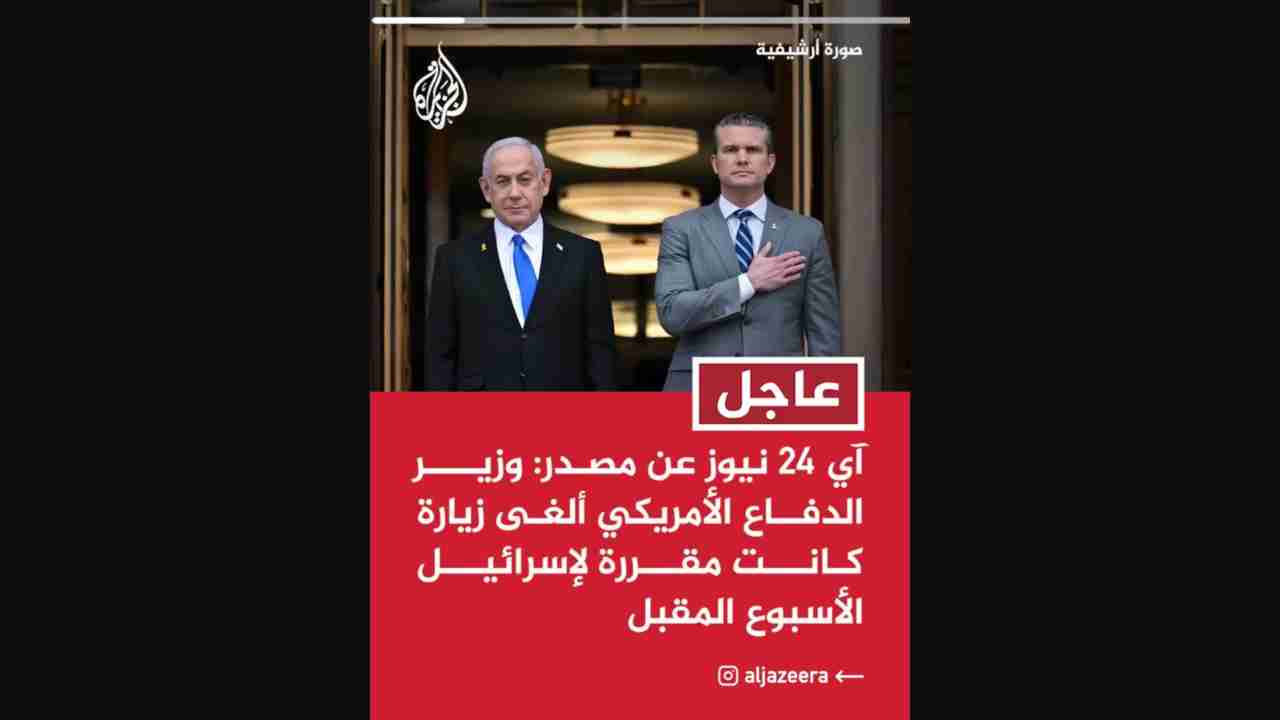 صورة أرشيفية
الجزيرة
عاجل
آي 24 نيوز عن مصدر: وزير
الدفاع الأمريكي ألغى زيارة
كانت مقررة لإسرائيل
الأسبوع المقبل
aljazeera